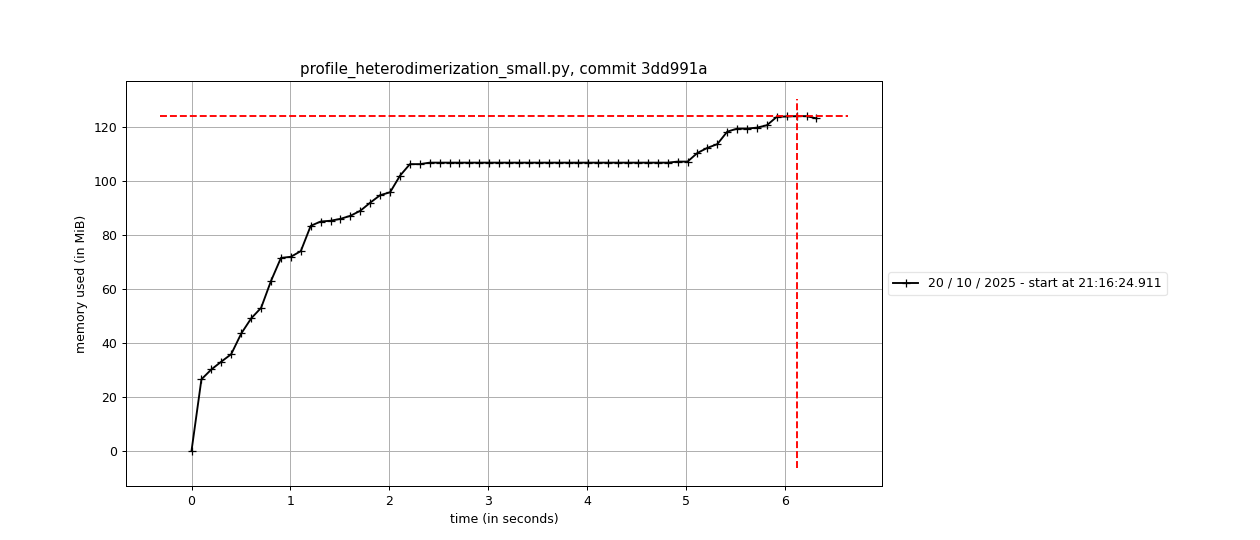 profile_heterodimerization_small.py, commit 3dd991a
120
100
80
60
40
20
0
memory used (in MiB)
0 1 2 3 4 5 6
time (in seconds)
20 / 10 / 2025 - start at 21:16:24.911